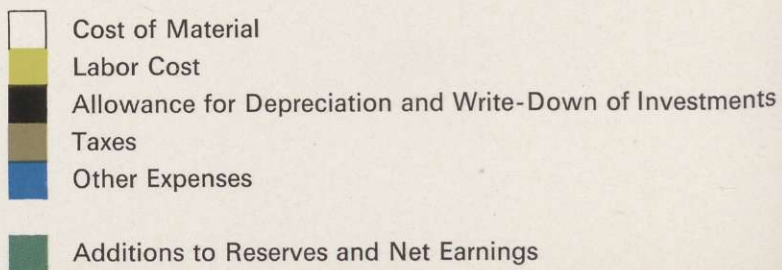 Cost of Material
Labor Cost
Allowance for Depreciation and Write-Down of Investments
Taxes
Other Expenses
Additions to Reserves and Net Earnings